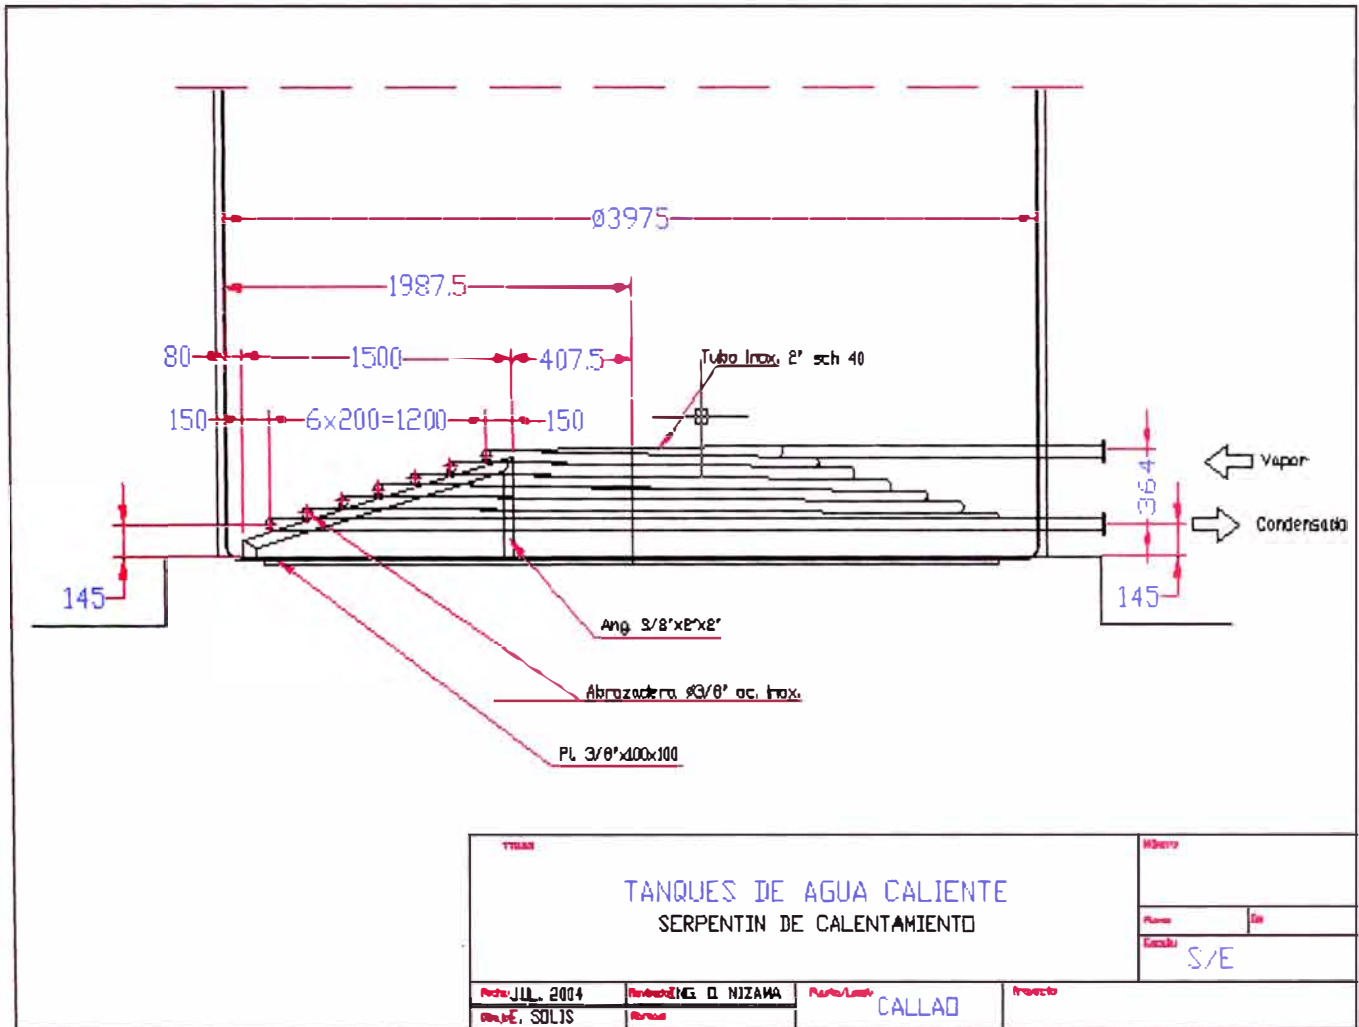 Ø3975
1987.5
80 1500 407.5
Tubo Inox. 2" sch 40
150 6x200=1200 150
364
Vapor
Condensado
145
145
Ang. 3/8"x2"x2"
Abrazadera Ø3/8" ac. Inox.
PL 3/8"x100x100
TANQUES DE AGUA CALIENTE
SERPENTIN DE CALENTAMIENTO
S/E
JUL. 2004
ING. D. NIZAMA
CALLAO
Proyecto
E. SOLIS